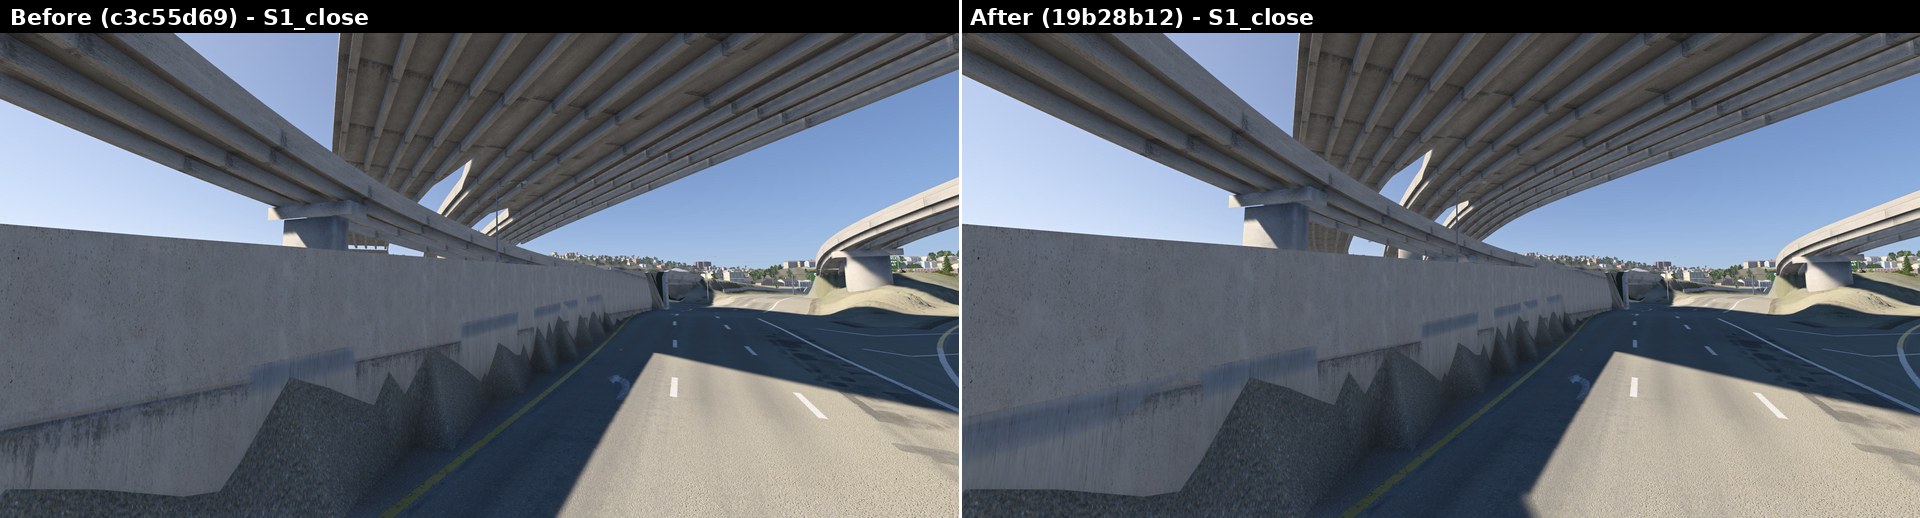 Before (c3c55d69) - S1_close
After (19b28b12) - S1_close